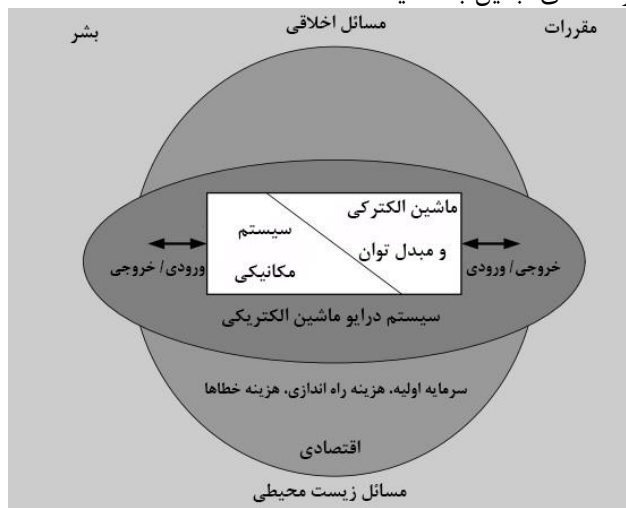 مقررات
مسائل اخلاقی
بشر
ماشین الکترکی
و مبدل توان
سیستم
مکانیکی
خروجی / ورودی
ورودی / خروجی
سیستم درایو ماشین الکتریکی
سرمایه اولیه، هزینه راه اندازی، هزینه خطاها
اقتصادی
مسائل زیست محیطی